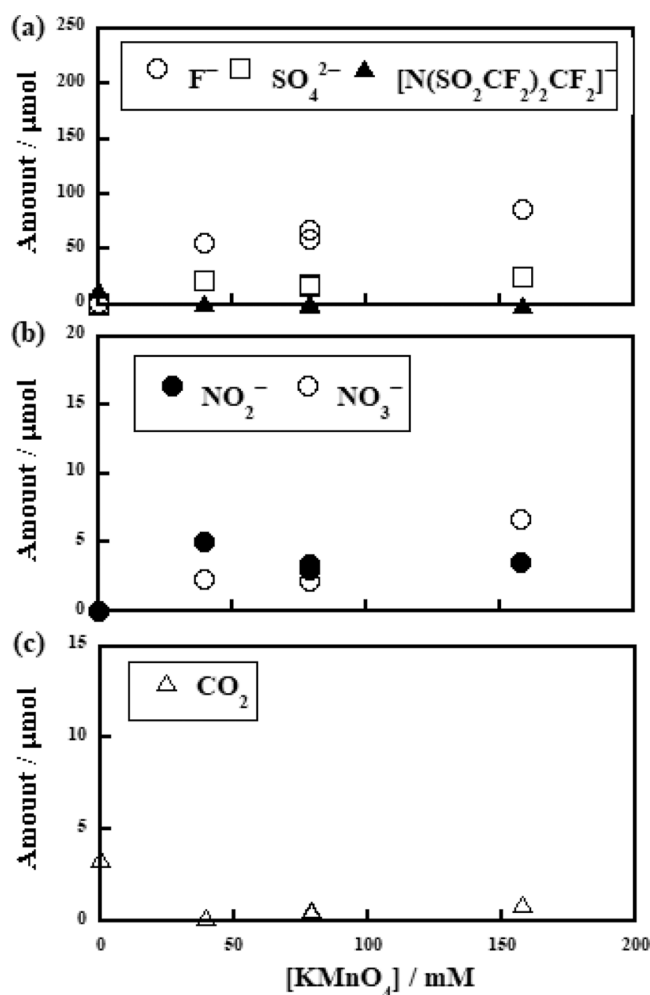 (a)
250
200
150
100
50
0
Amount / μmol
F⁻ SO₄²⁻ [N(SO₂CF₂)₂CF₂]⁻
(b)
20
15
10
5
0
Amount / μmol
NO₂⁻ NO₃⁻
(c)
15
10
5
0
Amount / μmol
CO₂
0 50 100 150 200
[KMnO₄] / mM